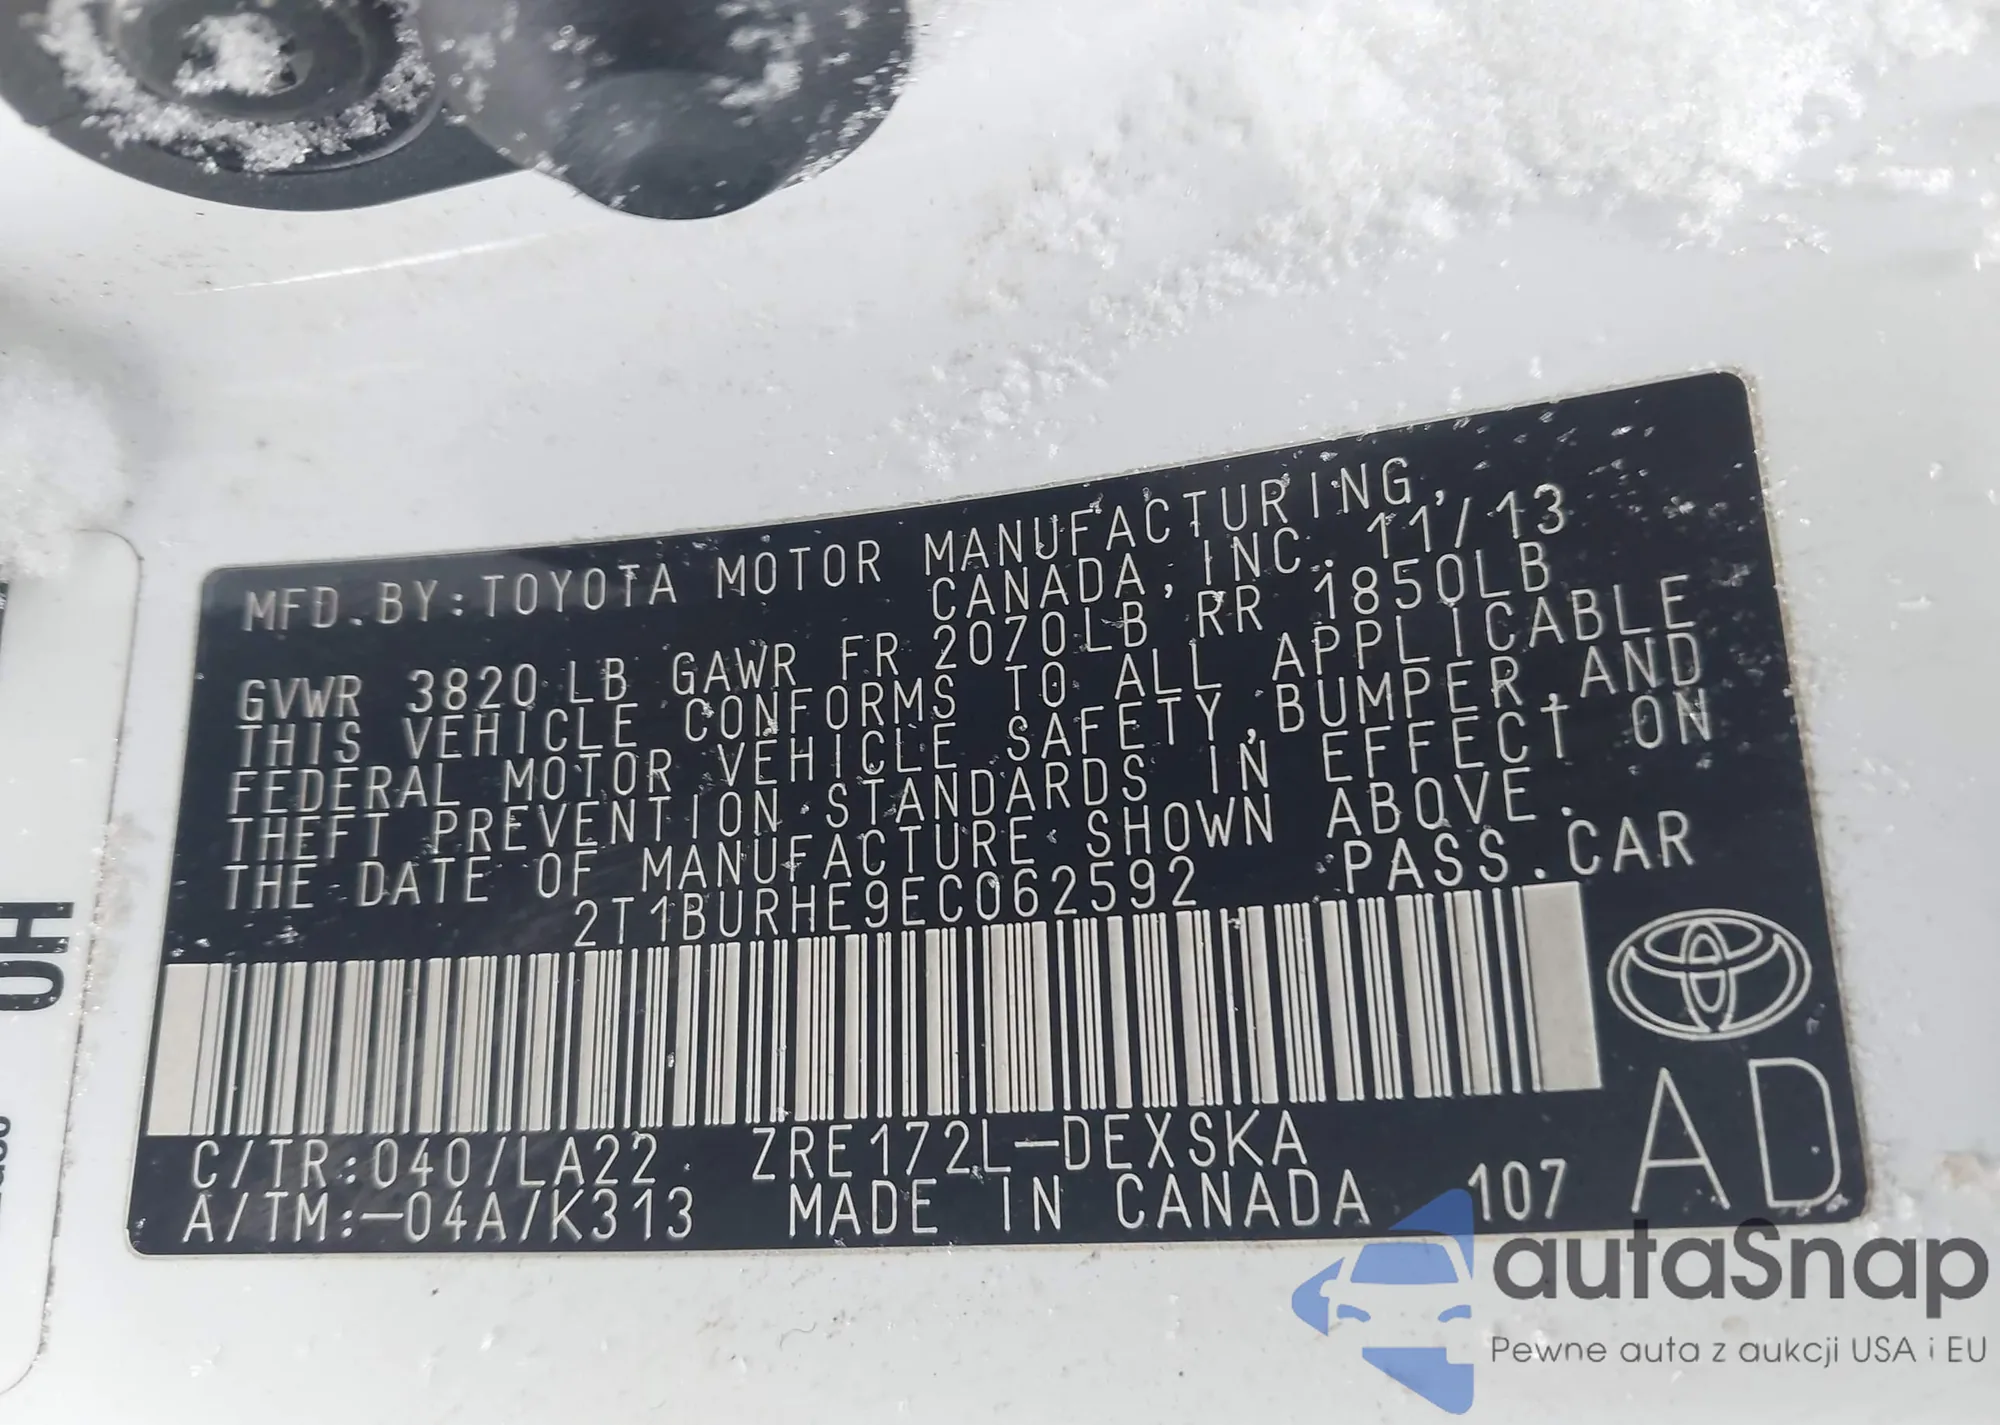 MFD.BY:TOYOTA MOTOR MANUFACTURING,
CANADA,INC. 11/13
GVWR 3820 LB GAWR FR 2070LB RR 1850LB
THIS VEHICLE CONFORMS TO ALL APPLICABLE
FEDERAL MOTOR VEHICLE SAFETY,BUMPER,AND
THEFT PREVENTION STANDARDS IN EFFECT ON
THE DATE OF MANUFACTURE SHOWN ABOVE.
2T1BURHE9EC062592 PASS.CAR
C/TR:040/LA22 ZRE172L-DEXSKA
A/TM:-04A/K313 MADE IN CANADA 107 AD
autaSnap
Pewne auta z aukcji USA i EU